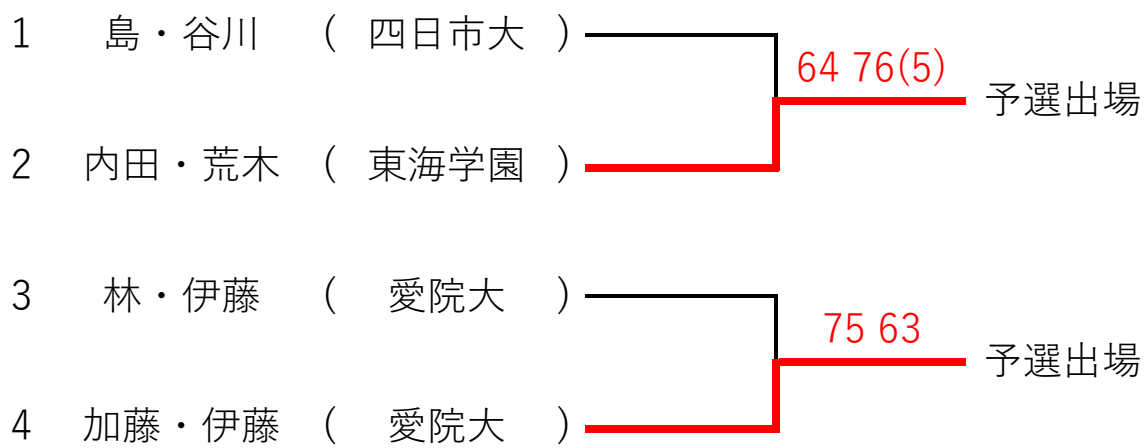 1 島・谷川 ( 四日市大 )
64 76(5)
予選出場
2 内田・荒木 ( 東海学園 )
3 林・伊藤 ( 愛院大 )
75 63
予選出場
4 加藤・伊藤 ( 愛院大 )